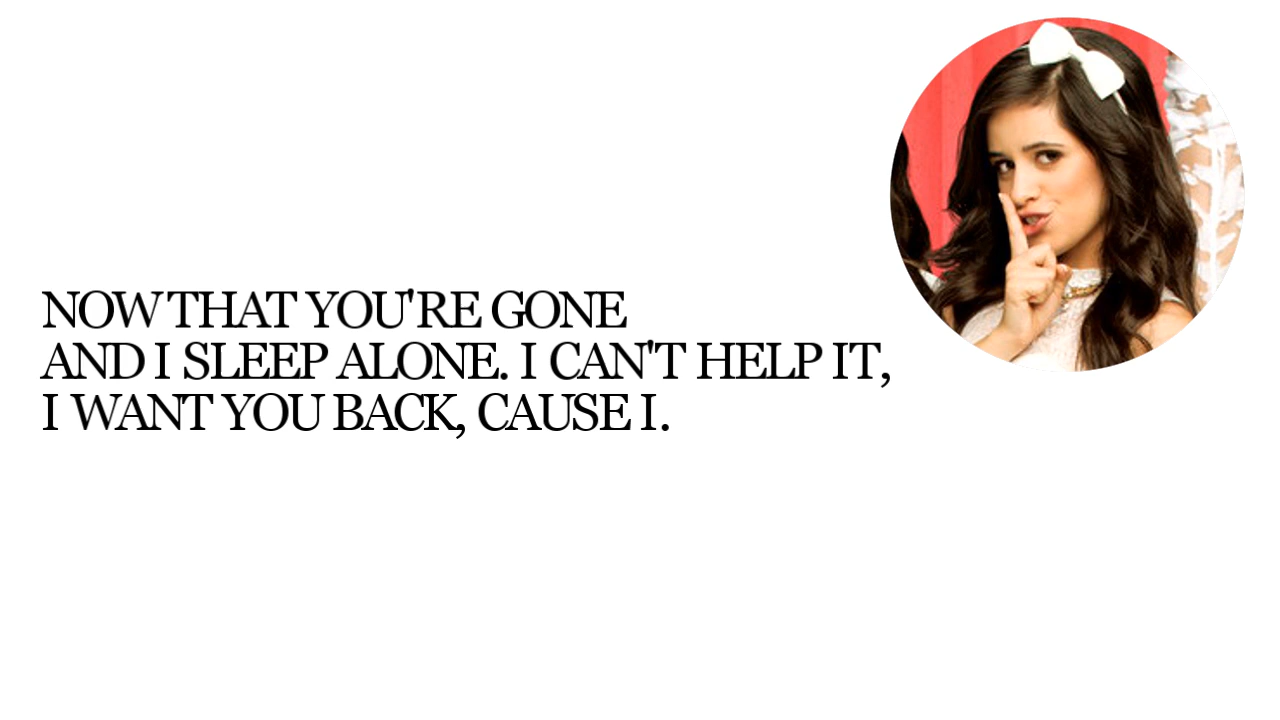 NOW THAT YOU'RE GONE
AND I SLEEP ALONE. I CAN'T HELP IT,
I WANT YOU BACK, CAUSE I.